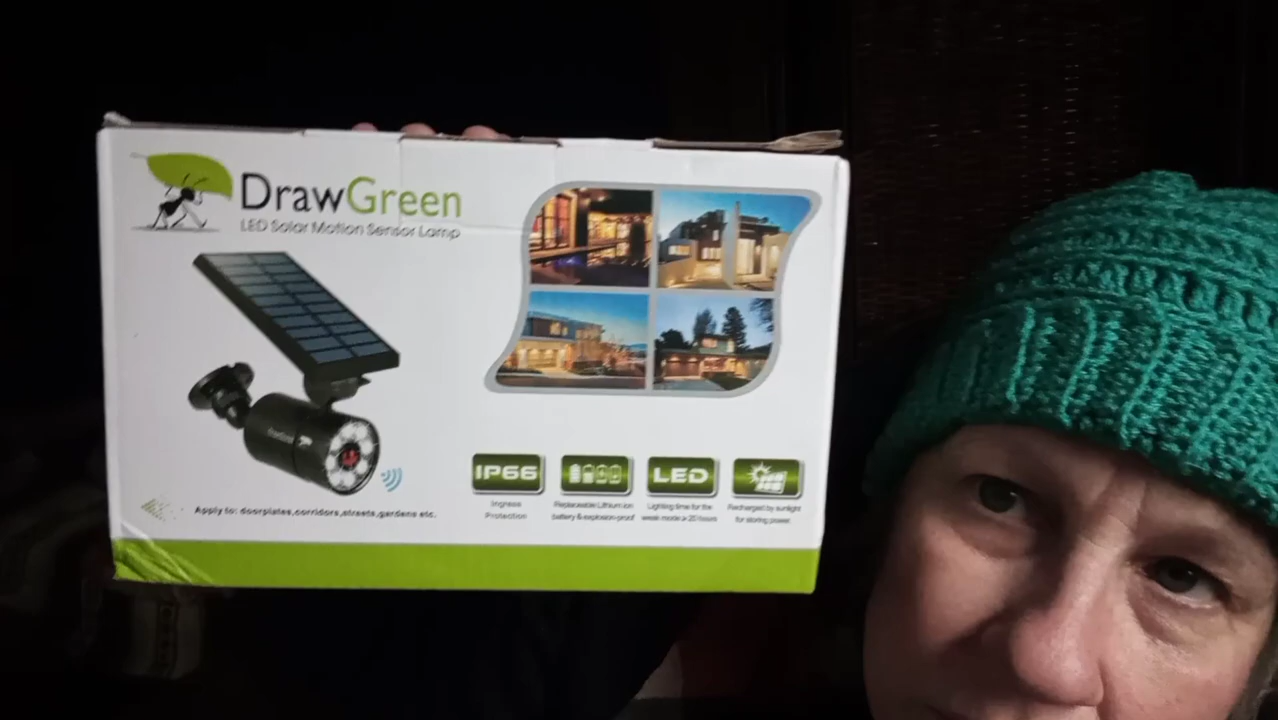 DrawGreen
LED Solar Motion Sensor Lamp
IP66
LED
Ingress
Protection
Replaceable Lithium ion
battery & explosion-proof
Lighting time for the
week mode ≥ 20 hours
Recharged by sunlight
for storing power.
Apply to: doorplates,corridors,streets,gardens etc.